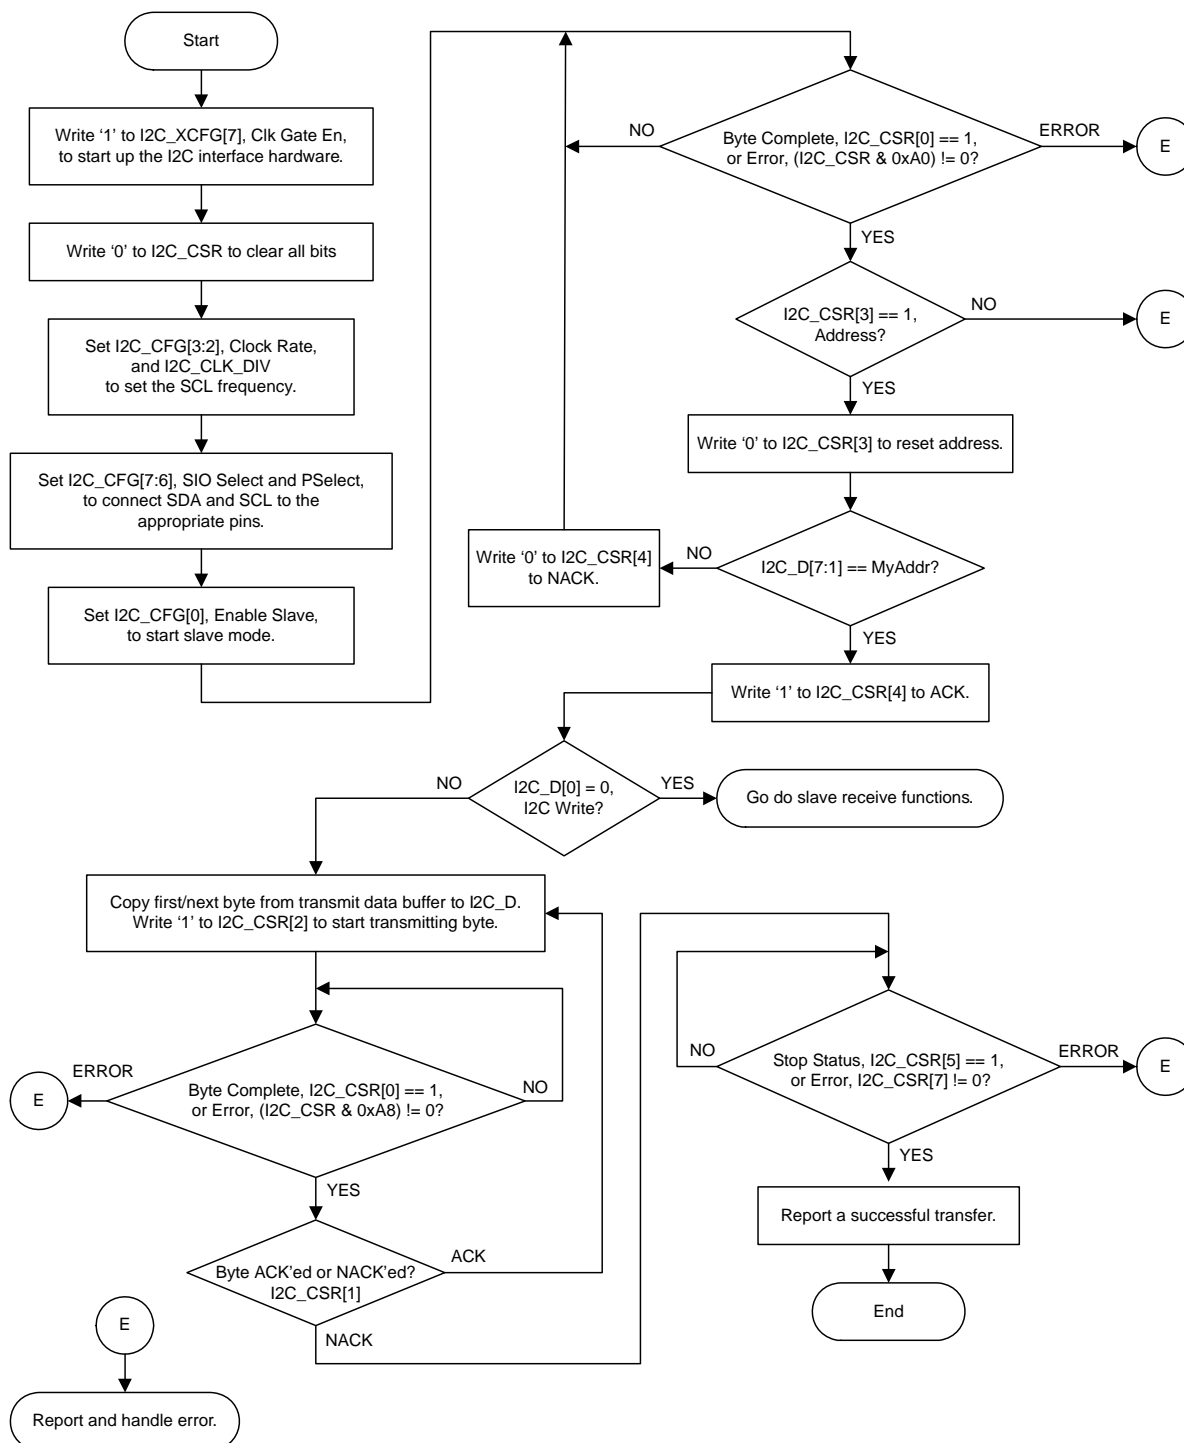 Start
Write ‘1’ to I2C_XCFG[7], Clk Gate En,
to start up the I2C interface hardware.
Write ‘0’ to I2C_CSR to clear all bits
Set I2C_CFG[3:2], Clock Rate,
and I2C_CLK_DIV
to set the SCL frequency.
Set I2C_CFG[7:6], SIO Select and PSelect,
to connect SDA and SCL to the
appropriate pins.
Set I2C_CFG[0], Enable Slave,
to start slave mode.
NO
Byte Complete, I2C_CSR[0] == 1,
or Error, (I2C_CSR & 0xA0) != 0?
ERROR
E
YES
I2C_CSR[3] == 1,
Address?
NO
E
YES
Write ‘0’ to I2C_CSR[3] to reset address.
I2C_D[7:1] == MyAddr?
NO
Write ‘0’ to I2C_CSR[4]
to NACK.
YES
Write ‘1’ to I2C_CSR[4] to ACK.
NO
I2C_D[0] = 0,
I2C Write?
YES
Go do slave receive functions.
Copy first/next byte from transmit data buffer to I2C_D.
Write ‘1’ to I2C_CSR[2] to start transmitting byte.
ERROR
E
Byte Complete, I2C_CSR[0] == 1,
or Error, (I2C_CSR & 0xA8) != 0?
NO
YES
Byte ACK’ed or NACK’ed?
I2C_CSR[1]
ACK
NACK
NO
Stop Status, I2C_CSR[5] == 1,
or Error, I2C_CSR[7] != 0?
ERROR
E
YES
Report a successful transfer.
End
E
Report and handle error.